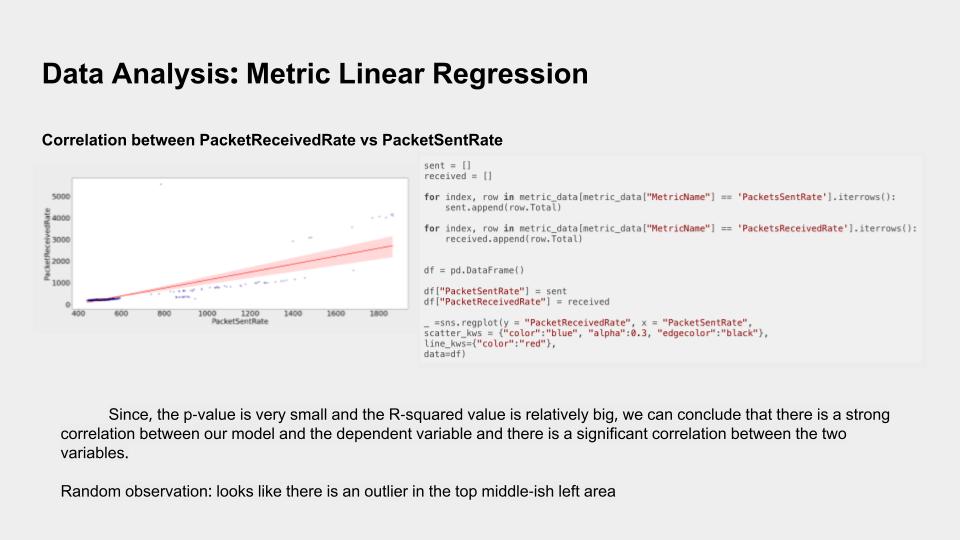 Data Analysis: Metric Linear Regression
Correlation between PacketReceivedRate vs PacketSentRate
PacketReceivedRate
5000
4000
3000
2000
1000
0
400 600 800 1000 1200 1400 1600 1800
PacketSentRate
sent = []
received = []
for index, row in metric_data[metric_data["MetricName"] == 'PacketsSentRate'].iterrows():
    sent.append(row.Total)
for index, row in metric_data[metric_data["MetricName"] == 'PacketsReceivedRate'].iterrows():
    received.append(row.Total)
df = pd.DataFrame()
df["PacketSentRate"] = sent
df["PacketReceivedRate"] = received
_ =sns.regplot(y = "PacketReceivedRate", x = "PacketSentRate",
scatter_kws = {"color":"blue", "alpha":0.3, "edgecolor":"black"},
line_kws={"color":"red"},
data=df)
Since, the p-value is very small and the R-squared value is relatively big, we can conclude that there is a strong
correlation between our model and the dependent variable and there is a significant correlation between the two
variables.
Random observation: looks like there is an outlier in the top middle-ish left area